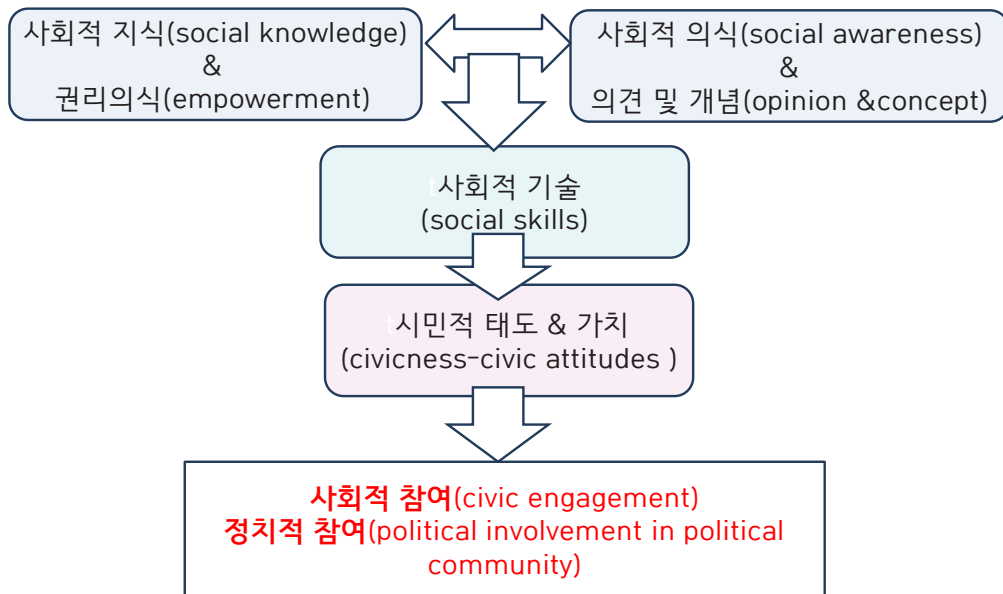 사회적 지식(social knowledge)
&
권리의식(empowerment)
사회적 의식(social awareness)
&
의견 및 개념(opinion &concept)
t사회적 기술
(social skills)
t시민적 태도 & 가치
(civicness-civic attitudes )
사회적 참여(civic engagement)
정치적 참여(political involvement in political
community)